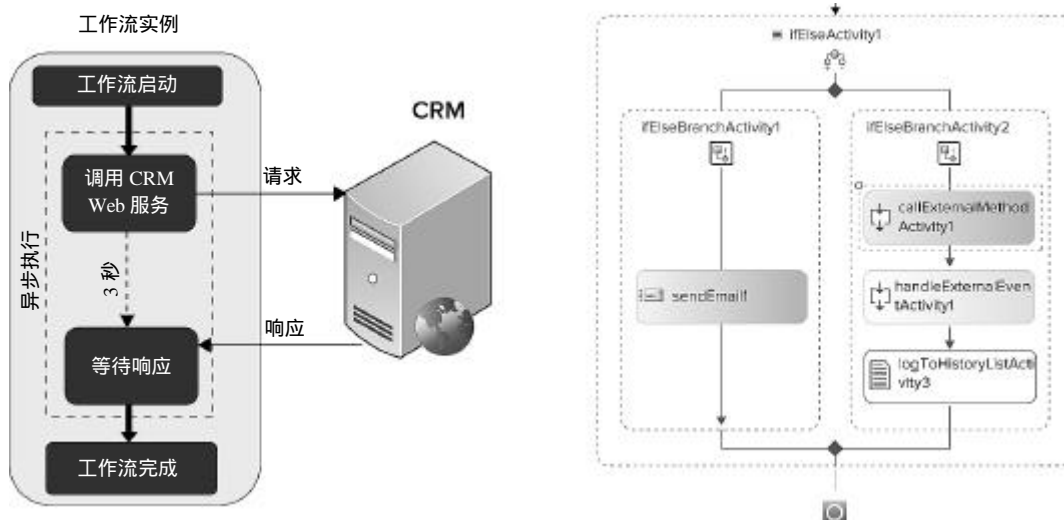 工作流实例
工作流启动
调用 CRM
Web 服务
3 秒
异步执行
等待响应
工作流完成
请求
响应
CRM
ifElseActivity1
ifElseBranchActivity1
sendEmail1
ifElseBranchActivity2
callExternalMethod
Activity1
handleExternalEven
tActivity1
logToHistoryListActi
vity3